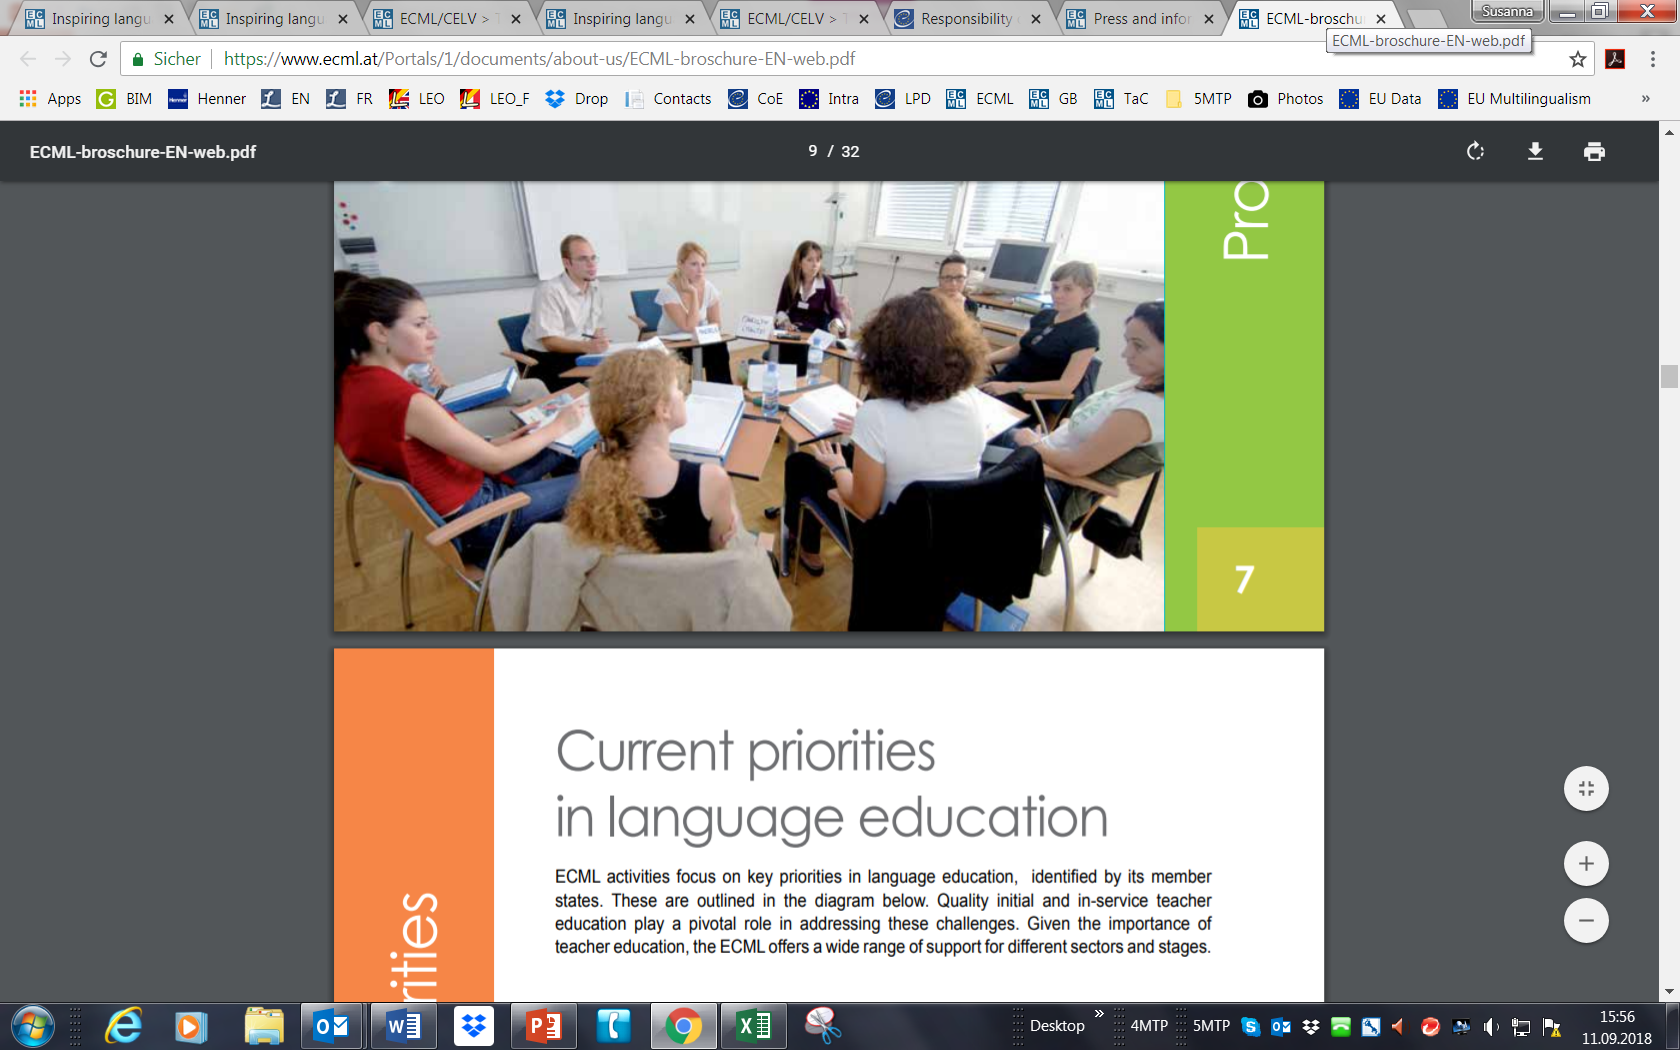 Inspiring langu
Inspiring langu
ECML/CELV > T
Inspiring langu
ECML/CELV > T
Responsibility
Press and infor
ECML-broschu
Susanna
ECML-broschure-EN-web.pdf
Sicher
https://www.ecml.at/Portals/1/documents/about-us/ECML-broschure-EN-web.pdf
Apps
BIM
Henner
EN
FR
LEO
LEO_F
Drop
Contacts
CoE
Intra
LPD
ECML
GB
TaC
5MTP
Photos
EU Data
EU Multilingualism
»
ECML-broschure-EN-web.pdf
9 / 32
Pro
7
Current priorities
in language education
ECML activities focus on key priorities in language education, identified by its member
states. These are outlined in the diagram below. Quality initial and in-service teacher
education play a pivotal role in addressing these challenges. Given the importance of
teacher education, the ECML offers a wide range of support for different sectors and stages.
rities
Desktop
»
4MTP
5MTP
15:56
11.09.2018